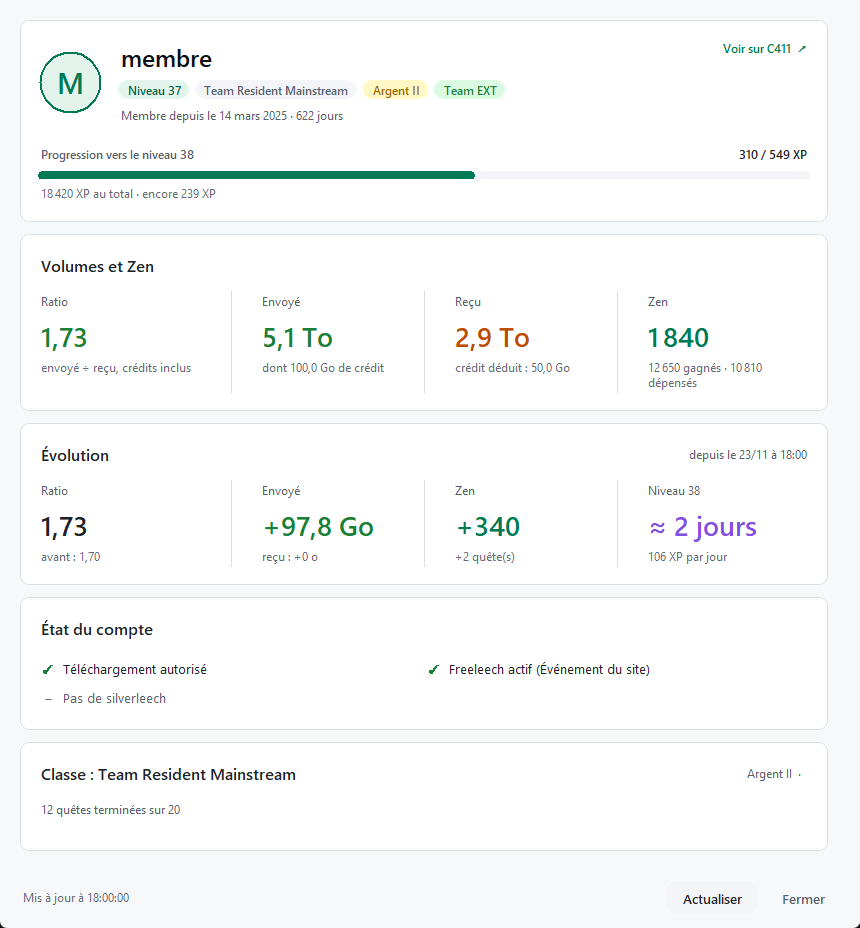 M
membre
Voir sur C411 ↗
Niveau 37 Team Resident Mainstream Argent II Team EXT
Membre depuis le 14 mars 2025 · 622 jours
Progression vers le niveau 38 310 / 549 XP
18 420 XP au total · encore 239 XP
Volumes et Zen
Ratio Envoyé Reçu Zen
1,73 5,1 To 2,9 To 1 840
envoyé ÷ reçu, crédits inclus dont 100,0 Go de crédit crédit déduit : 50,0 Go 12 650 gagnés · 10 810
dépensés
Évolution depuis le 23/11 à 18:00
Ratio Envoyé Zen Niveau 38
1,73 +97,8 Go +340 ≈ 2 jours
avant : 1,70 reçu : +0 o +2 quête(s) 106 XP par jour
État du compte
✓ Téléchargement autorisé ✓ Freeleech actif (Événement du site)
– Pas de silverleech
Classe : Team Resident Mainstream Argent II ·
12 quêtes terminées sur 20
Mis à jour à 18:00:00 Actualiser Fermer